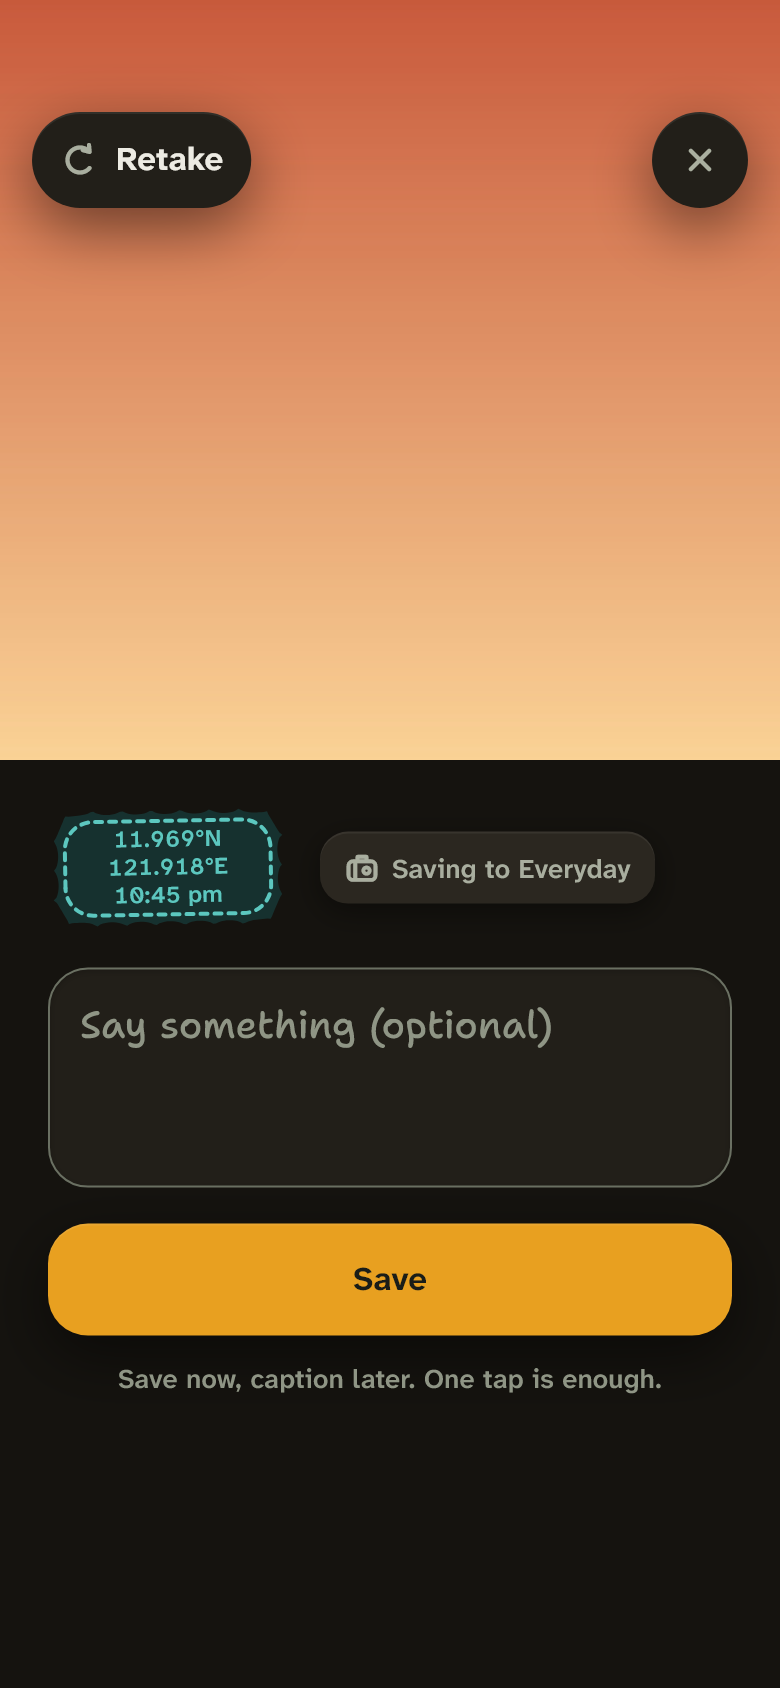 Retake
11.969°N
121.918°E
10:45 pm
Saving to Everyday
Say something (optional)
Save
Save now, caption later. One tap is enough.